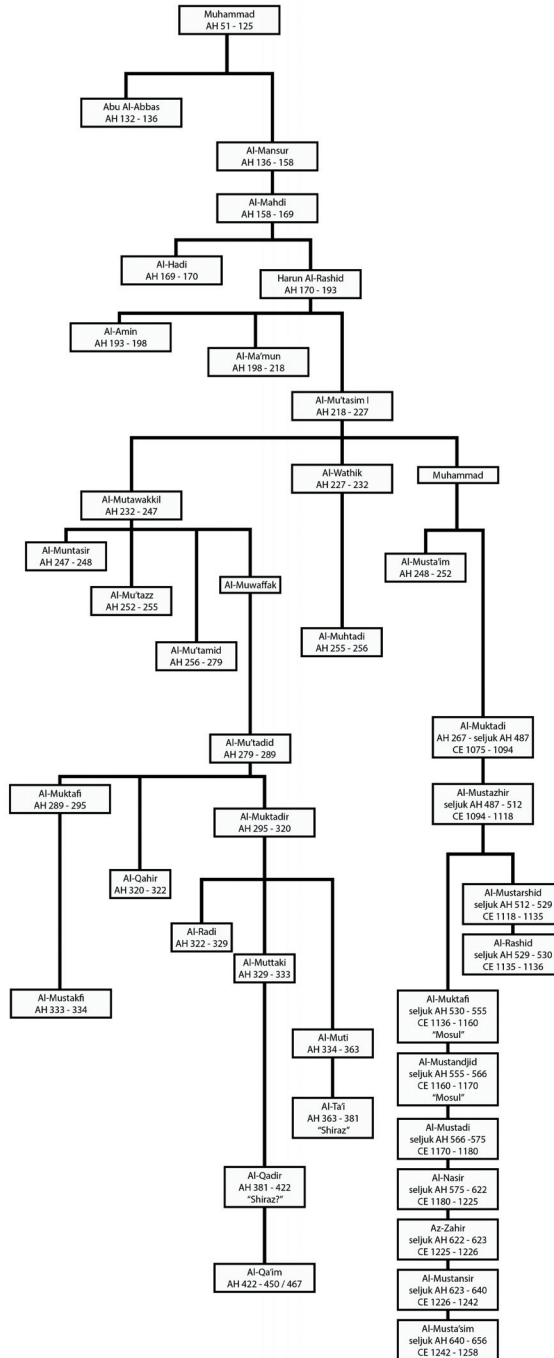 Muhammad
AH 51 - 125
Abu Al-Abbas
AH 132 - 136
Al-Mansur
AH 136 - 158
Al-Mahdi
AH 158 - 169
Al-Hadi
AH 169 - 170
Harun Al-Rashid
AH 170 - 193
Al-Amin
AH 193 - 198
Al-Ma'mun
AH 198 - 218
Al-Mu'tasim I
AH 218 - 227
Al-Mutawakkil
AH 232 - 247
Al-Wathik
AH 227 - 232
Muhammad
Al-Muntasir
AH 247 - 248
Al-Mu'tazz
AH 252 - 255
Al-Mu'tamid
AH 256 - 279
Al-Muwaffak
Al-Muhtadi
AH 255 - 256
Al-Musta'im
AH 248 - 252
Al-Muktadi
AH 267 - seljuk AH 487
CE 1075 - 1094
Al-Mu'tadid
AH 279 - 289
Al-Mustazhir
seljuk AH 487 - 512
CE 1094 - 1118
Al-Muktafi
AH 289 - 295
Al-Qahir
AH 320 - 322
Al-Muktadir
AH 295 - 320
Al-Mustarshid
seljuk AH 512 - 529
CE 1118 - 1135
Al-Rashid
seljuk AH 529 - 530
CE 1135 - 1136
Al-Radi
AH 322 - 329
Al-Muttaki
AH 329 - 333
Al-Mustakfi
AH 333 - 334
Al-Muti
AH 334 - 363
Al-Ta'i
AH 363 - 381
"Shiraz"
Al-Muktafi
seljuk AH 530 - 555
CE 1136 - 1160
"Mosul"
Al-Mustandjid
seljuk AH 555 - 566
CE 1160 - 1170
"Mosul"
Al-Mustadi
seljuk AH 566 -575
CE 1170 - 1180
Al-Qadir
AH 381 - 422
"Shiraz?"
Al-Nasir
seljuk AH 575 - 622
CE 1180 - 1225
Az-Zahir
seljuk AH 622 - 623
CE 1225 - 1226
Al-Qa'im
AH 422 - 450 / 467
Al-Mustansir
seljuk AH 623 - 640
CE 1226 - 1242
Al-Musta'sim
seljuk AH 640 - 656
CE 1242 - 1258